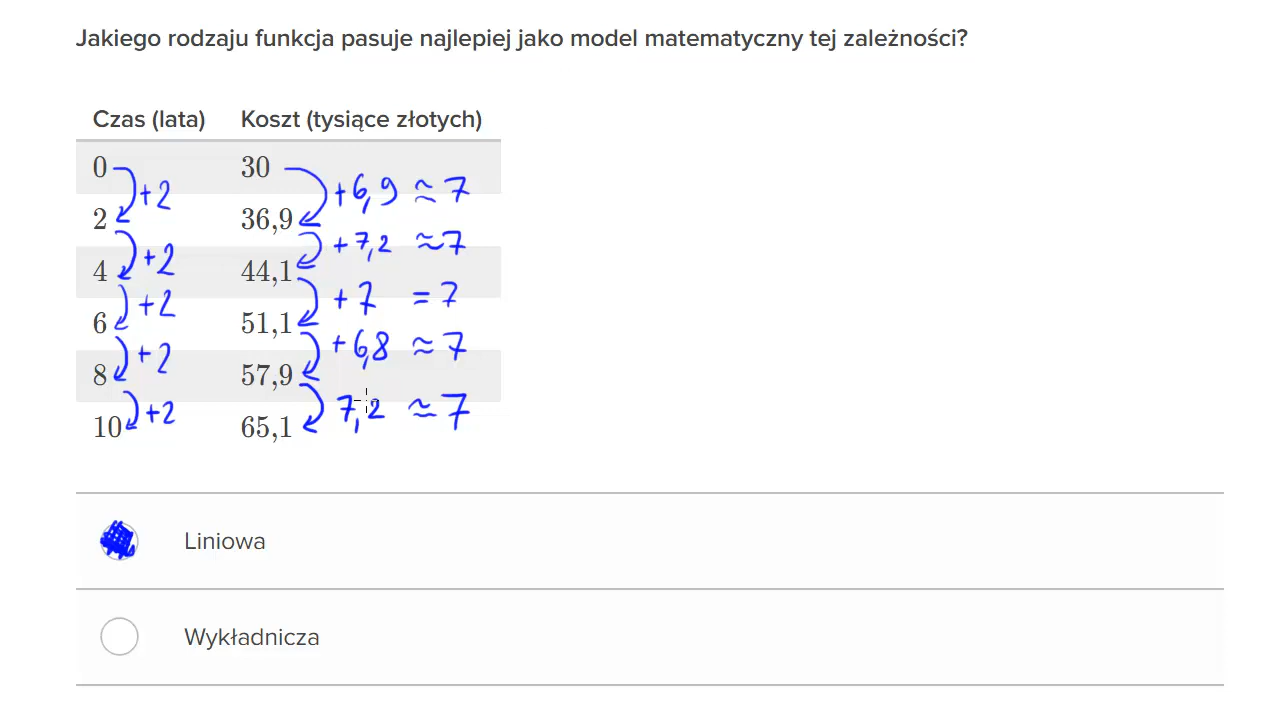 Jakiego rodzaju funkcja pasuje najlepiej jako model matematyczny tej zależności?
Czas (lata) Koszt (tysiące złotych)
0 30
+2 +6,9 ≈ 7
2 36,9
+2 +7,2 ≈ 7
4 44,1
+2 +7 = 7
6 51,1
+2 +6,8 ≈ 7
8 57,9
+2 7,2 ≈ 7
10 65,1
Liniowa
Wykładnicza